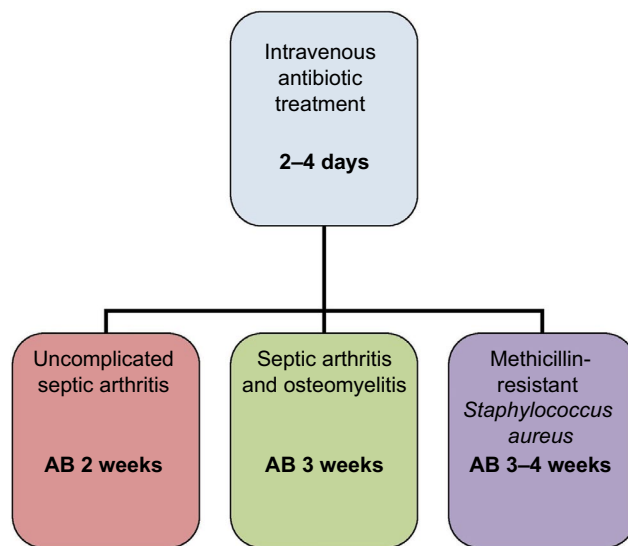 Intravenous
antibiotic
treatment
2–4 days
Uncomplicated
septic arthritis
AB 2 weeks
Septic arthritis
and osteomyelitis
AB 3 weeks
Methicillin-
resistant
Staphylococcus
aureus
AB 3–4 weeks